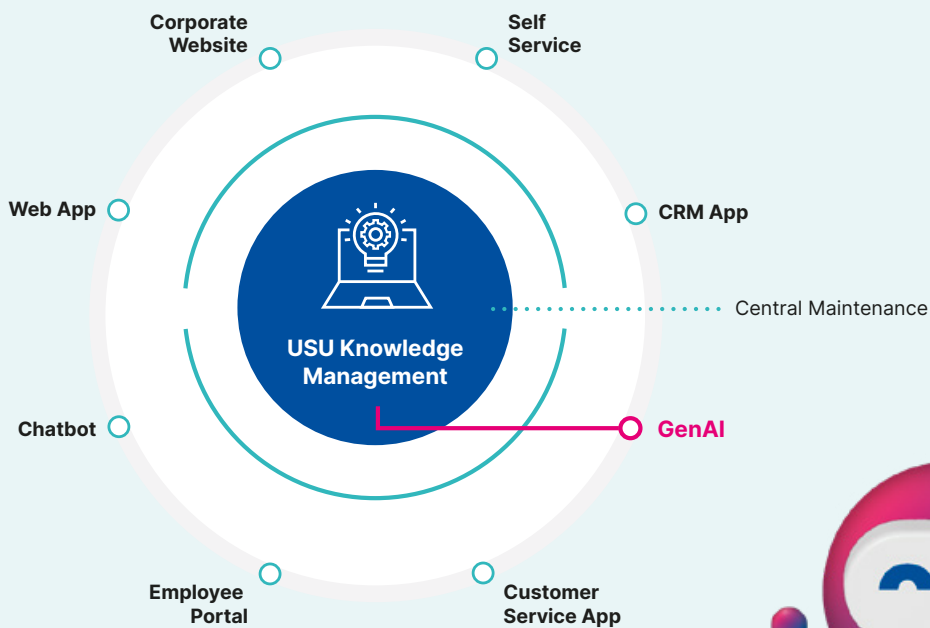 Corporate
Website
Self
Service
Web App
CRM App
Central Maintenance
USU Knowledge
Management
Chatbot
GenAI
Employee
Portal
Customer
Service App